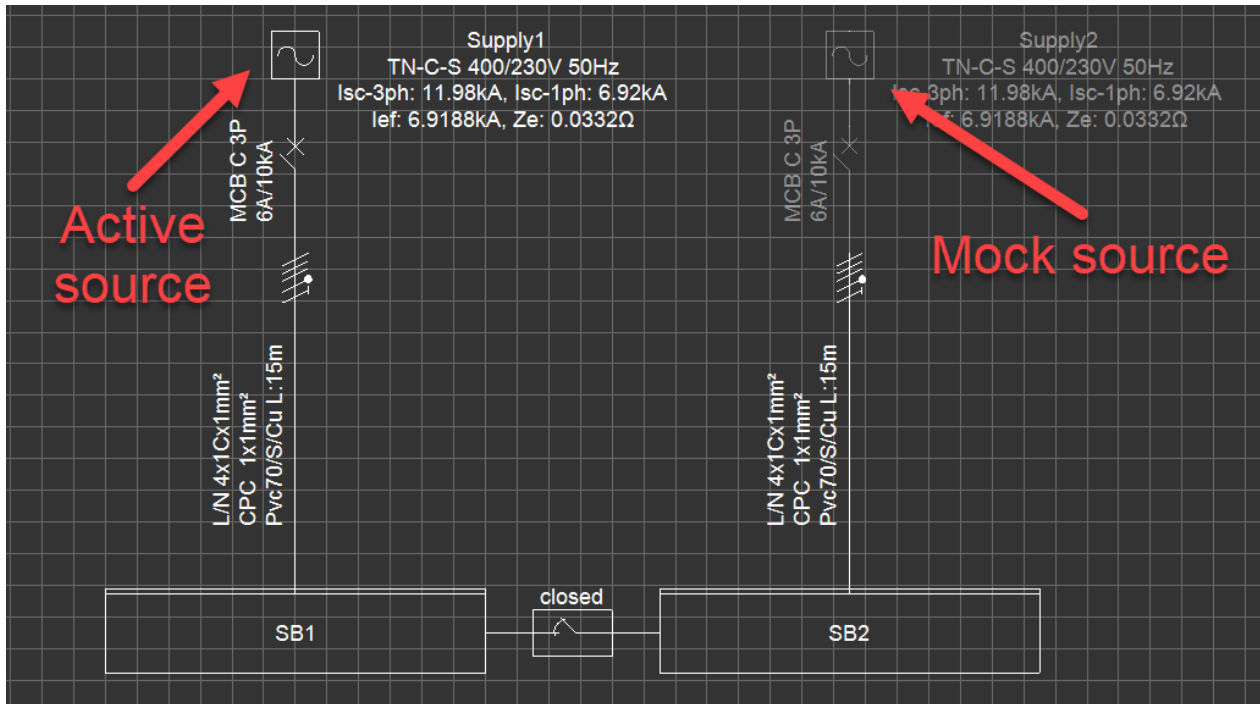 Supply1
TN-C-S 400/230V 50Hz
Isc-3ph: 11.98kA, Isc-1ph: 6.92kA
Ief: 6.9188kA, Ze: 0.0332Ω
MCB C 3P
6A/10kA
Active
source
L/N 4x1Cx1mm²
CPC 1x1mm²
Pvc70/S/Cu L:15m
SB1
closed
Supply2
TN-C-S 400/230V 50Hz
Isc-3ph: 11.98kA, Isc-1ph: 6.92kA
Ief: 6.9188kA, Ze: 0.0332Ω
MCB C 3P
6A/10kA
Mock source
L/N 4x1Cx1mm²
CPC 1x1mm²
Pvc70/S/Cu L:15m
SB2